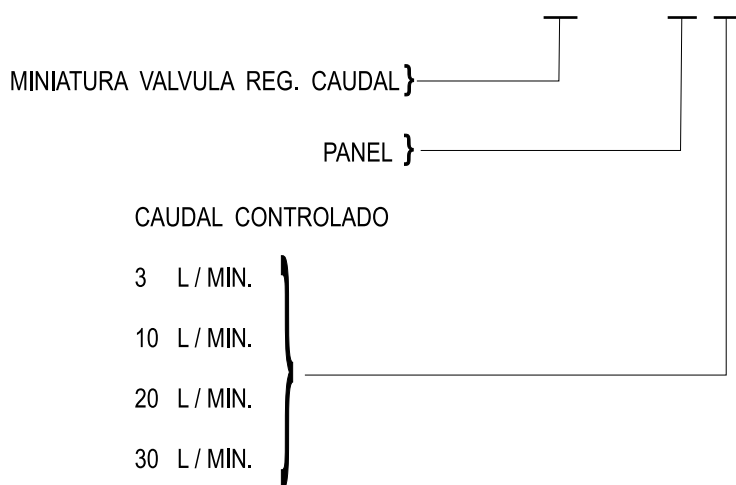 MINIATURA VALVULA REG. CAUDAL }
PANEL }
CAUDAL CONTROLADO
3 L / MIN.
10 L / MIN.
20 L / MIN.
30 L / MIN.